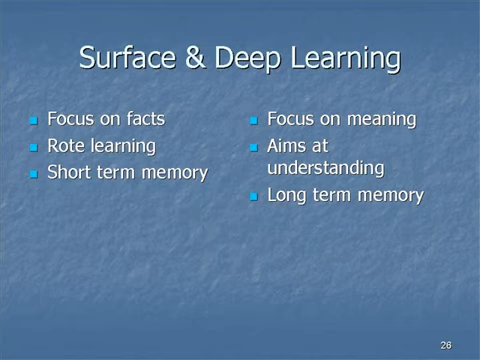 Surface & Deep Learning
Focus on facts
Rote learning
Short term memory
Focus on meaning
Aims at
understanding
Long term memory
26